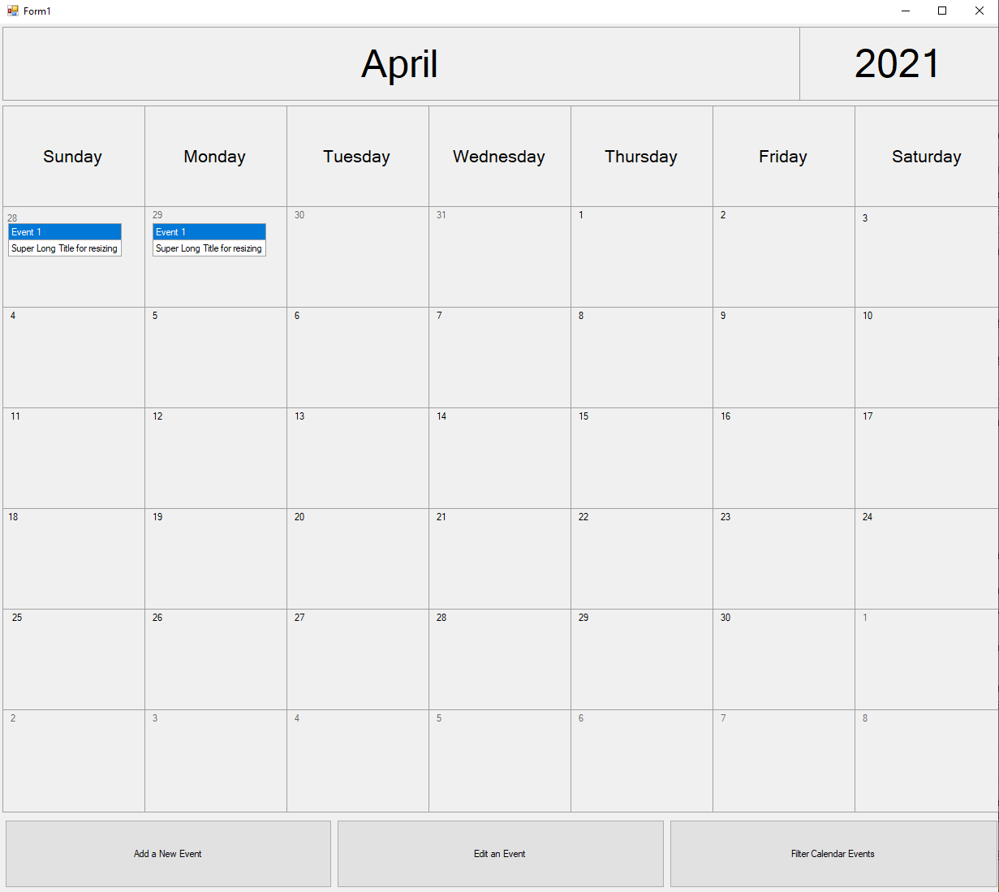 Form1
April 2021
Sunday Monday Tuesday Wednesday Thursday Friday Saturday
28 29 30 31 1 2 3
Event 1 Event 1
Super Long Title for resizing Super Long Title for resizing
4 5 6 7 8 9 10
11 12 13 14 15 16 17
18 19 20 21 22 23 24
25 26 27 28 29 30 1
2 3 4 5 6 7 8
Add a New Event Edit an Event Filter Calendar Events